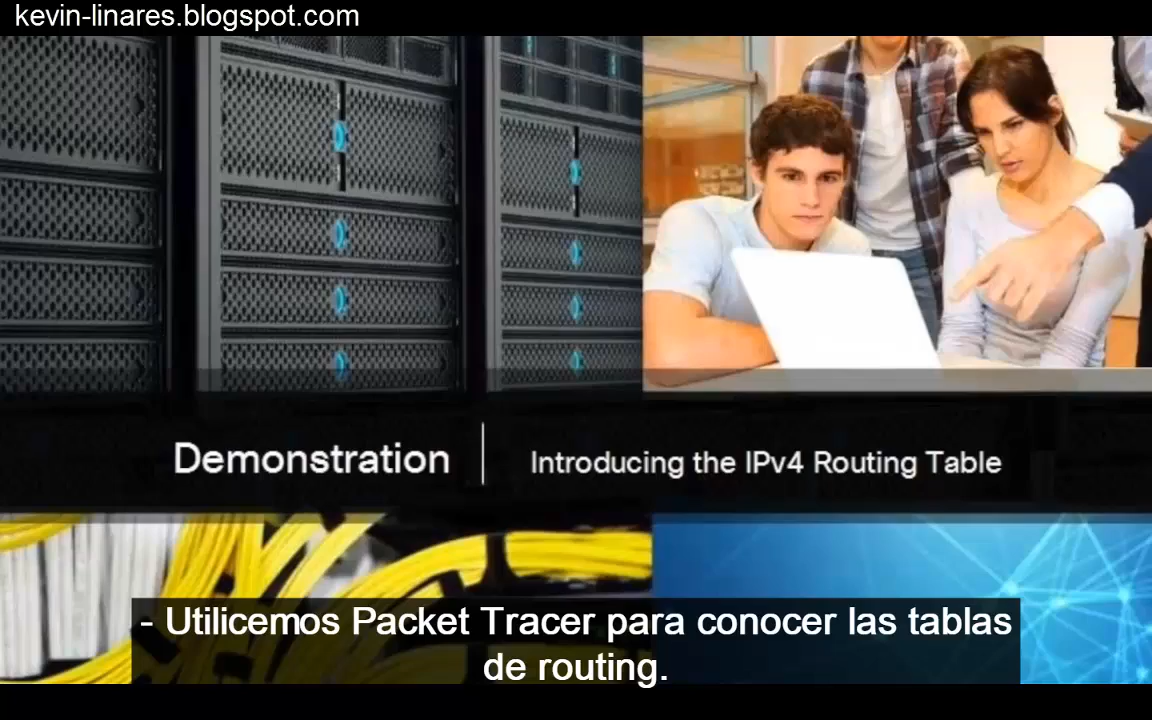 kevin-linares.blogspot.com
Demonstration
Introducing the IPv4 Routing Table
- Utilicemos Packet Tracer para conocer las tablas
de routing.